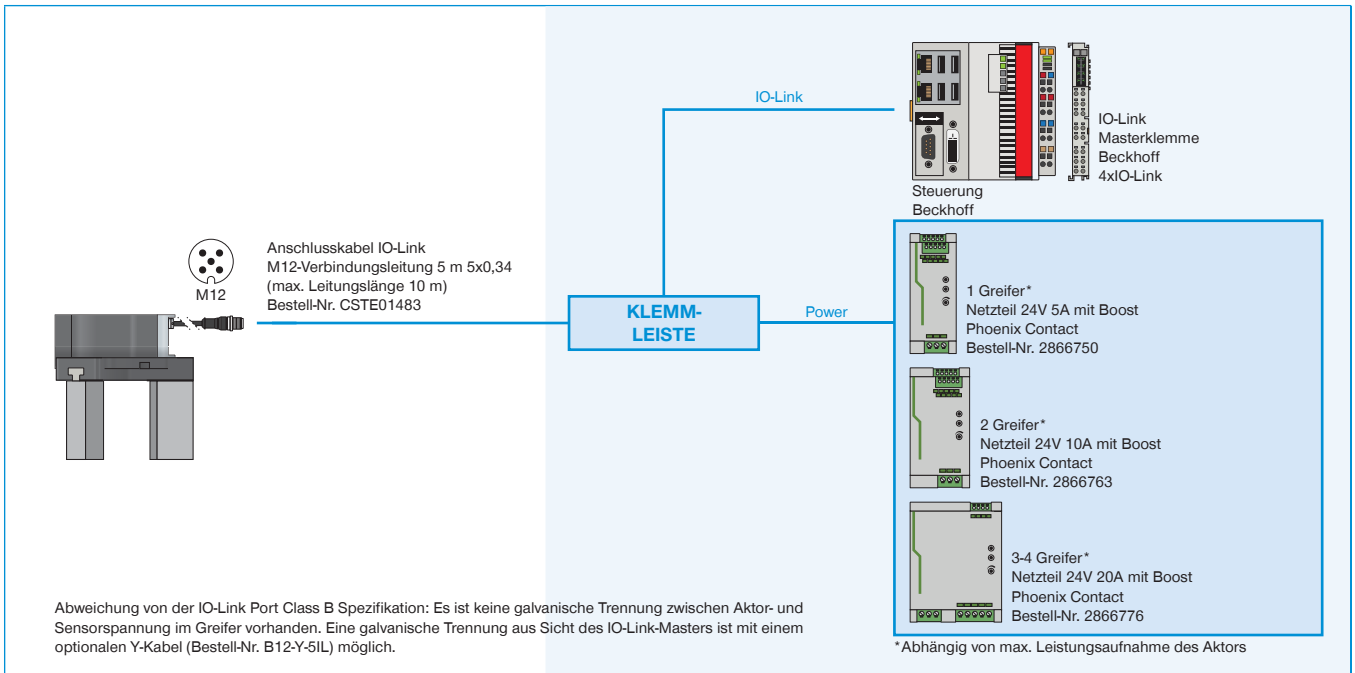 IO-Link
IO-Link
Masterklemme
Beckhoff
4xIO-Link
Steuerung
Beckhoff
M12
Anschlusskabel IO-Link
M12-Verbindungsleitung 5 m 5x0,34
(max. Leitungslänge 10 m)
Bestell-Nr. CSTE01483
KLEMM-
LEISTE
Power
1 Greifer*
Netzteil 24V 5A mit Boost
Phoenix Contact
Bestell-Nr. 2866750
2 Greifer*
Netzteil 24V 10A mit Boost
Phoenix Contact
Bestell-Nr. 2866763
3-4 Greifer*
Netzteil 24V 20A mit Boost
Phoenix Contact
Bestell-Nr. 2866776
*Abhängig von max. Leistungsaufnahme des Aktors
Abweichung von der IO-Link Port Class B Spezifikation: Es ist keine galvanische Trennung zwischen Aktor- und
Sensorspannung im Greifer vorhanden. Eine galvanische Trennung aus Sicht des IO-Link-Masters ist mit einem
optionalen Y-Kabel (Bestell-Nr. B12-Y-5IL) möglich.